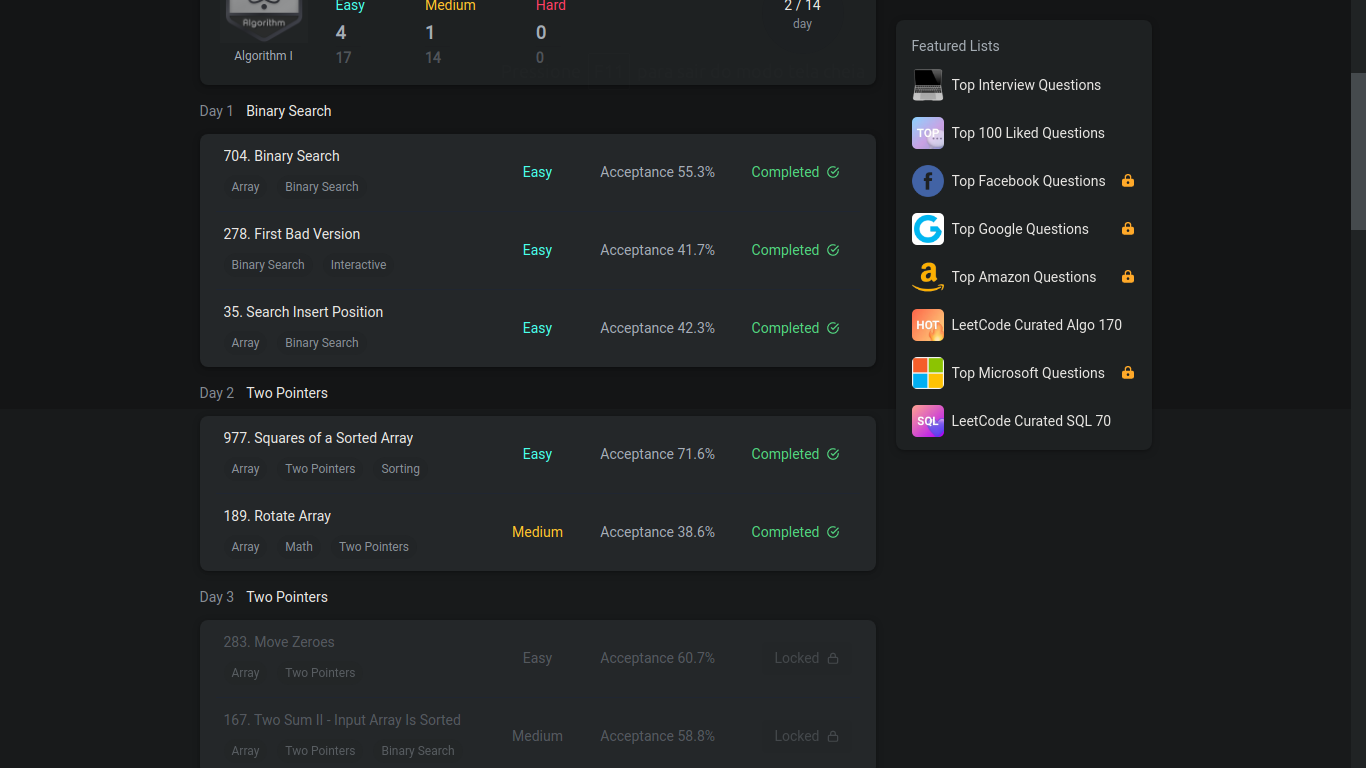 Easy
Medium
Hard
2 / 14
day
Algorithm
4
1
0
Algorithm I
17
14
0
Day 1 Binary Search
704. Binary Search
Array Binary Search
Easy
Acceptance 55.3%
Completed
278. First Bad Version
Binary Search Interactive
Easy
Acceptance 41.7%
Completed
35. Search Insert Position
Array Binary Search
Easy
Acceptance 42.3%
Completed
Day 2 Two Pointers
977. Squares of a Sorted Array
Array Two Pointers Sorting
Easy
Acceptance 71.6%
Completed
189. Rotate Array
Array Math Two Pointers
Medium
Acceptance 38.6%
Completed
Day 3 Two Pointers
283. Move Zeroes
Array Two Pointers
Easy
Acceptance 60.7%
Locked
167. Two Sum II - Input Array Is Sorted
Array Two Pointers Binary Search
Medium
Acceptance 58.8%
Locked
Featured Lists
Top Interview Questions
TOP
Top 100 Liked Questions
f
Top Facebook Questions
G
Top Google Questions
a
Top Amazon Questions
HOT
LeetCode Curated Algo 170
Top Microsoft Questions
SQL
LeetCode Curated SQL 70